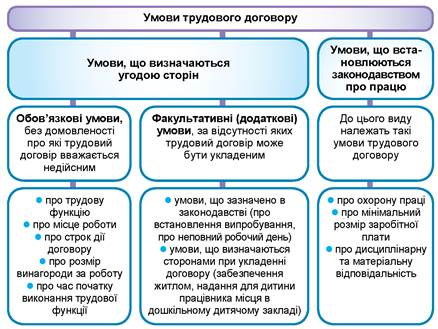 Умови трудового договору
Умови, що визначаються
угодою сторін
Умови, що вста-
новлюються
законодавством
про працю
Обов’язкові умови,
без домовленості
про які трудовий
договір вважається
недійсним
Факультативні (додаткові)
умови, за відсутності яких
трудовий договір може
бути укладеним
До цього виду
належать такі
умови трудового
договору
про трудову
функцію
про місце роботи
про строк дії
договору
про розмір
винагороди за роботу
про час початку
виконання трудової
функції
умови, що зазначено в
законодавстві (про
встановлення випробування,
про неповний робочий день)
умови, що визначаються
сторонами при укладенні
договору (забезпечення
житлом, надання для дитини
працівника місця в
дошкільному дитячому закладі)
про охорону праці
про мінімальний
розмір заробітної
плати
про дисциплінарну
та матеріальну
відповідальність